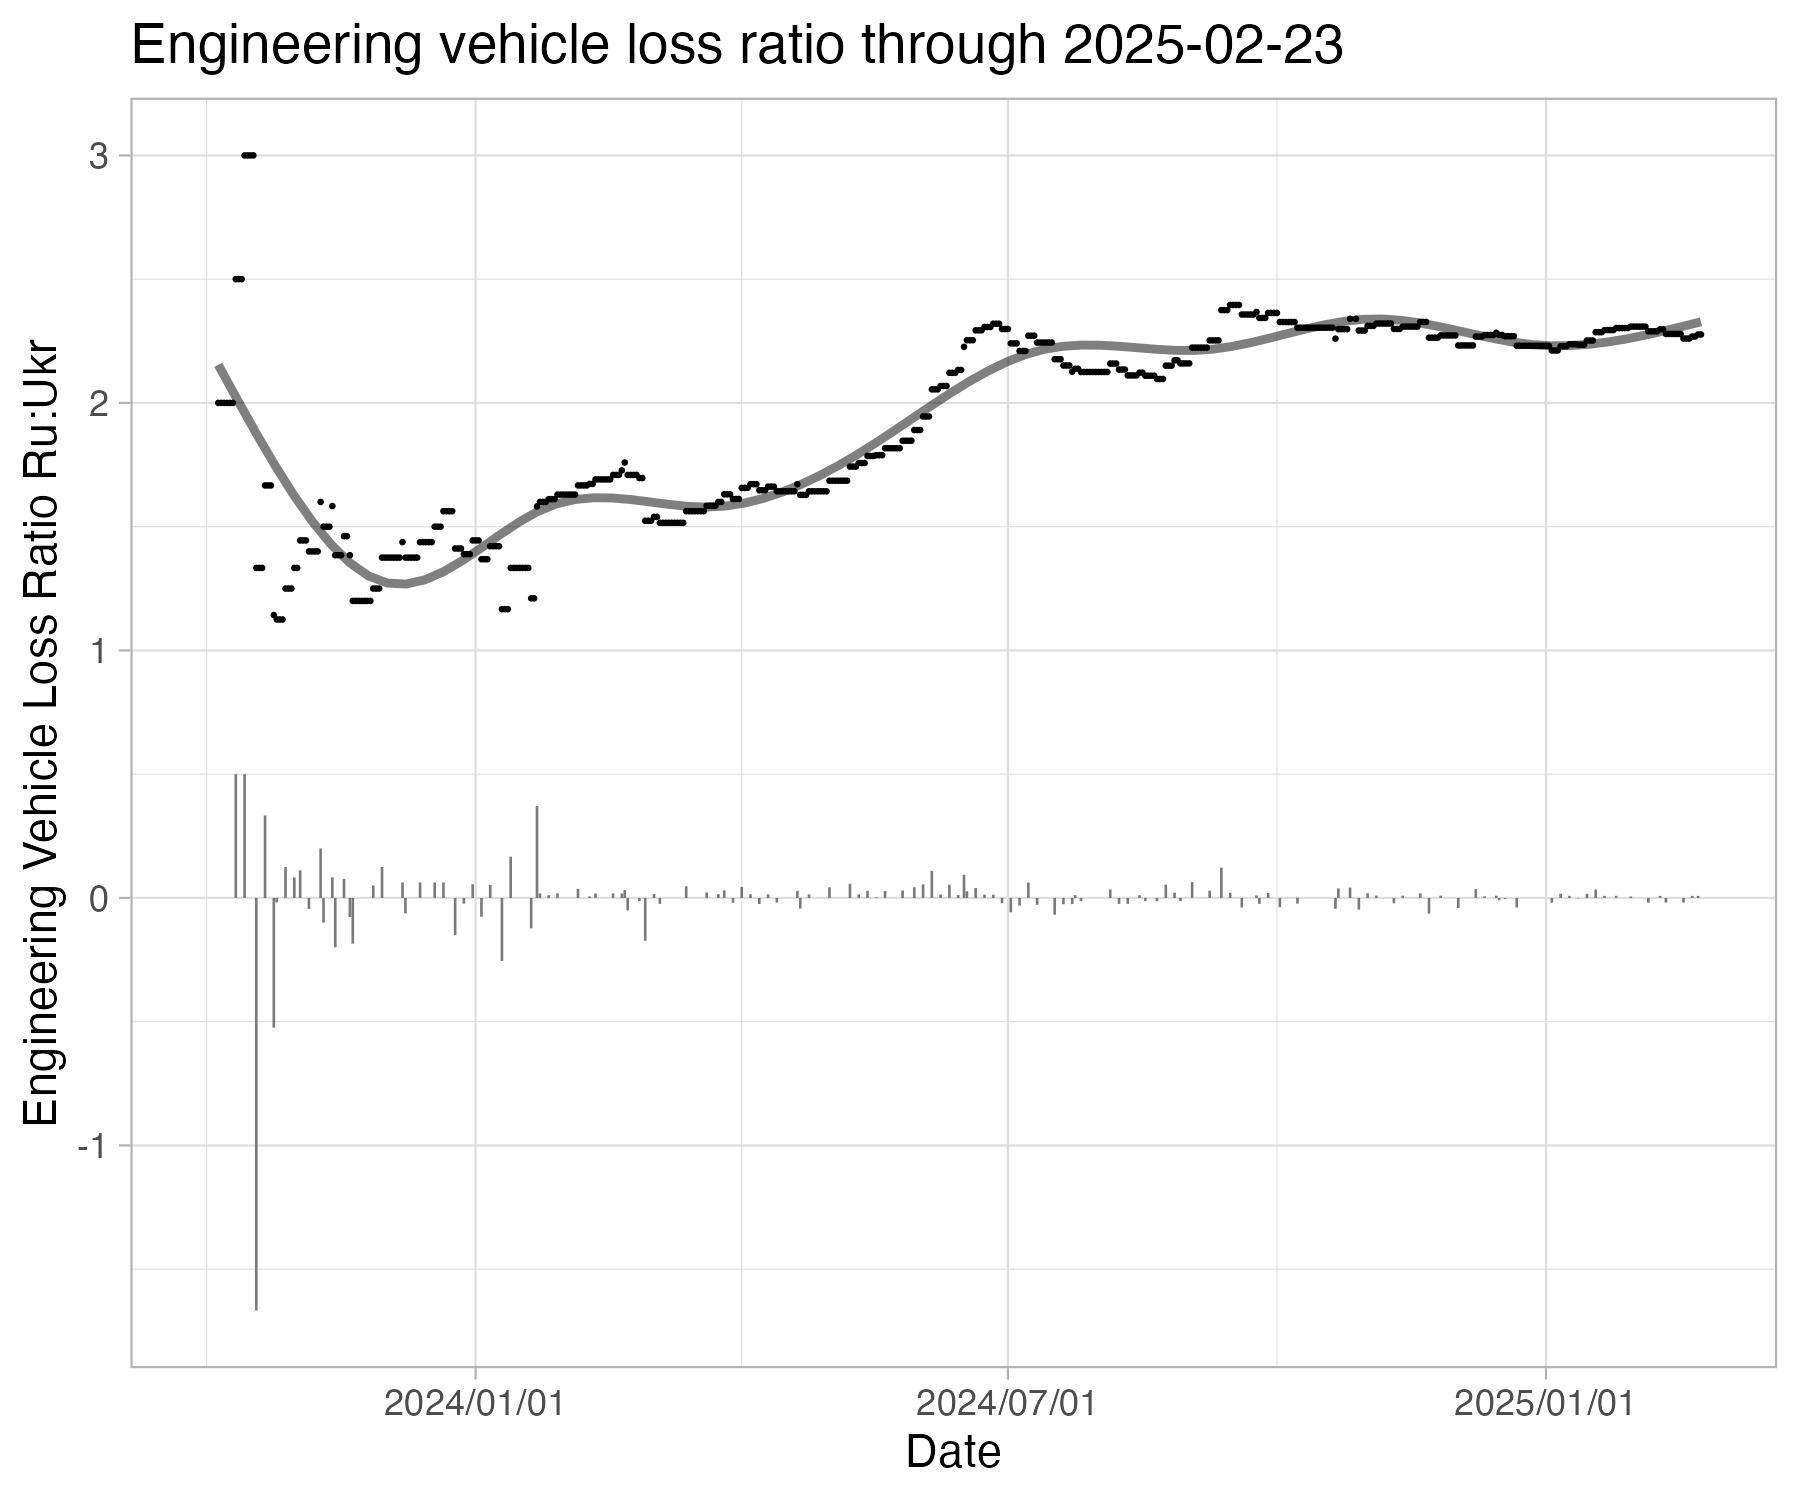 Engineering vehicle loss ratio through 2025-02-23
Engineering Vehicle Loss Ratio Ru:Ukr
3
2
1
0
-1
2024/01/01
2024/07/01
2025/01/01
Date